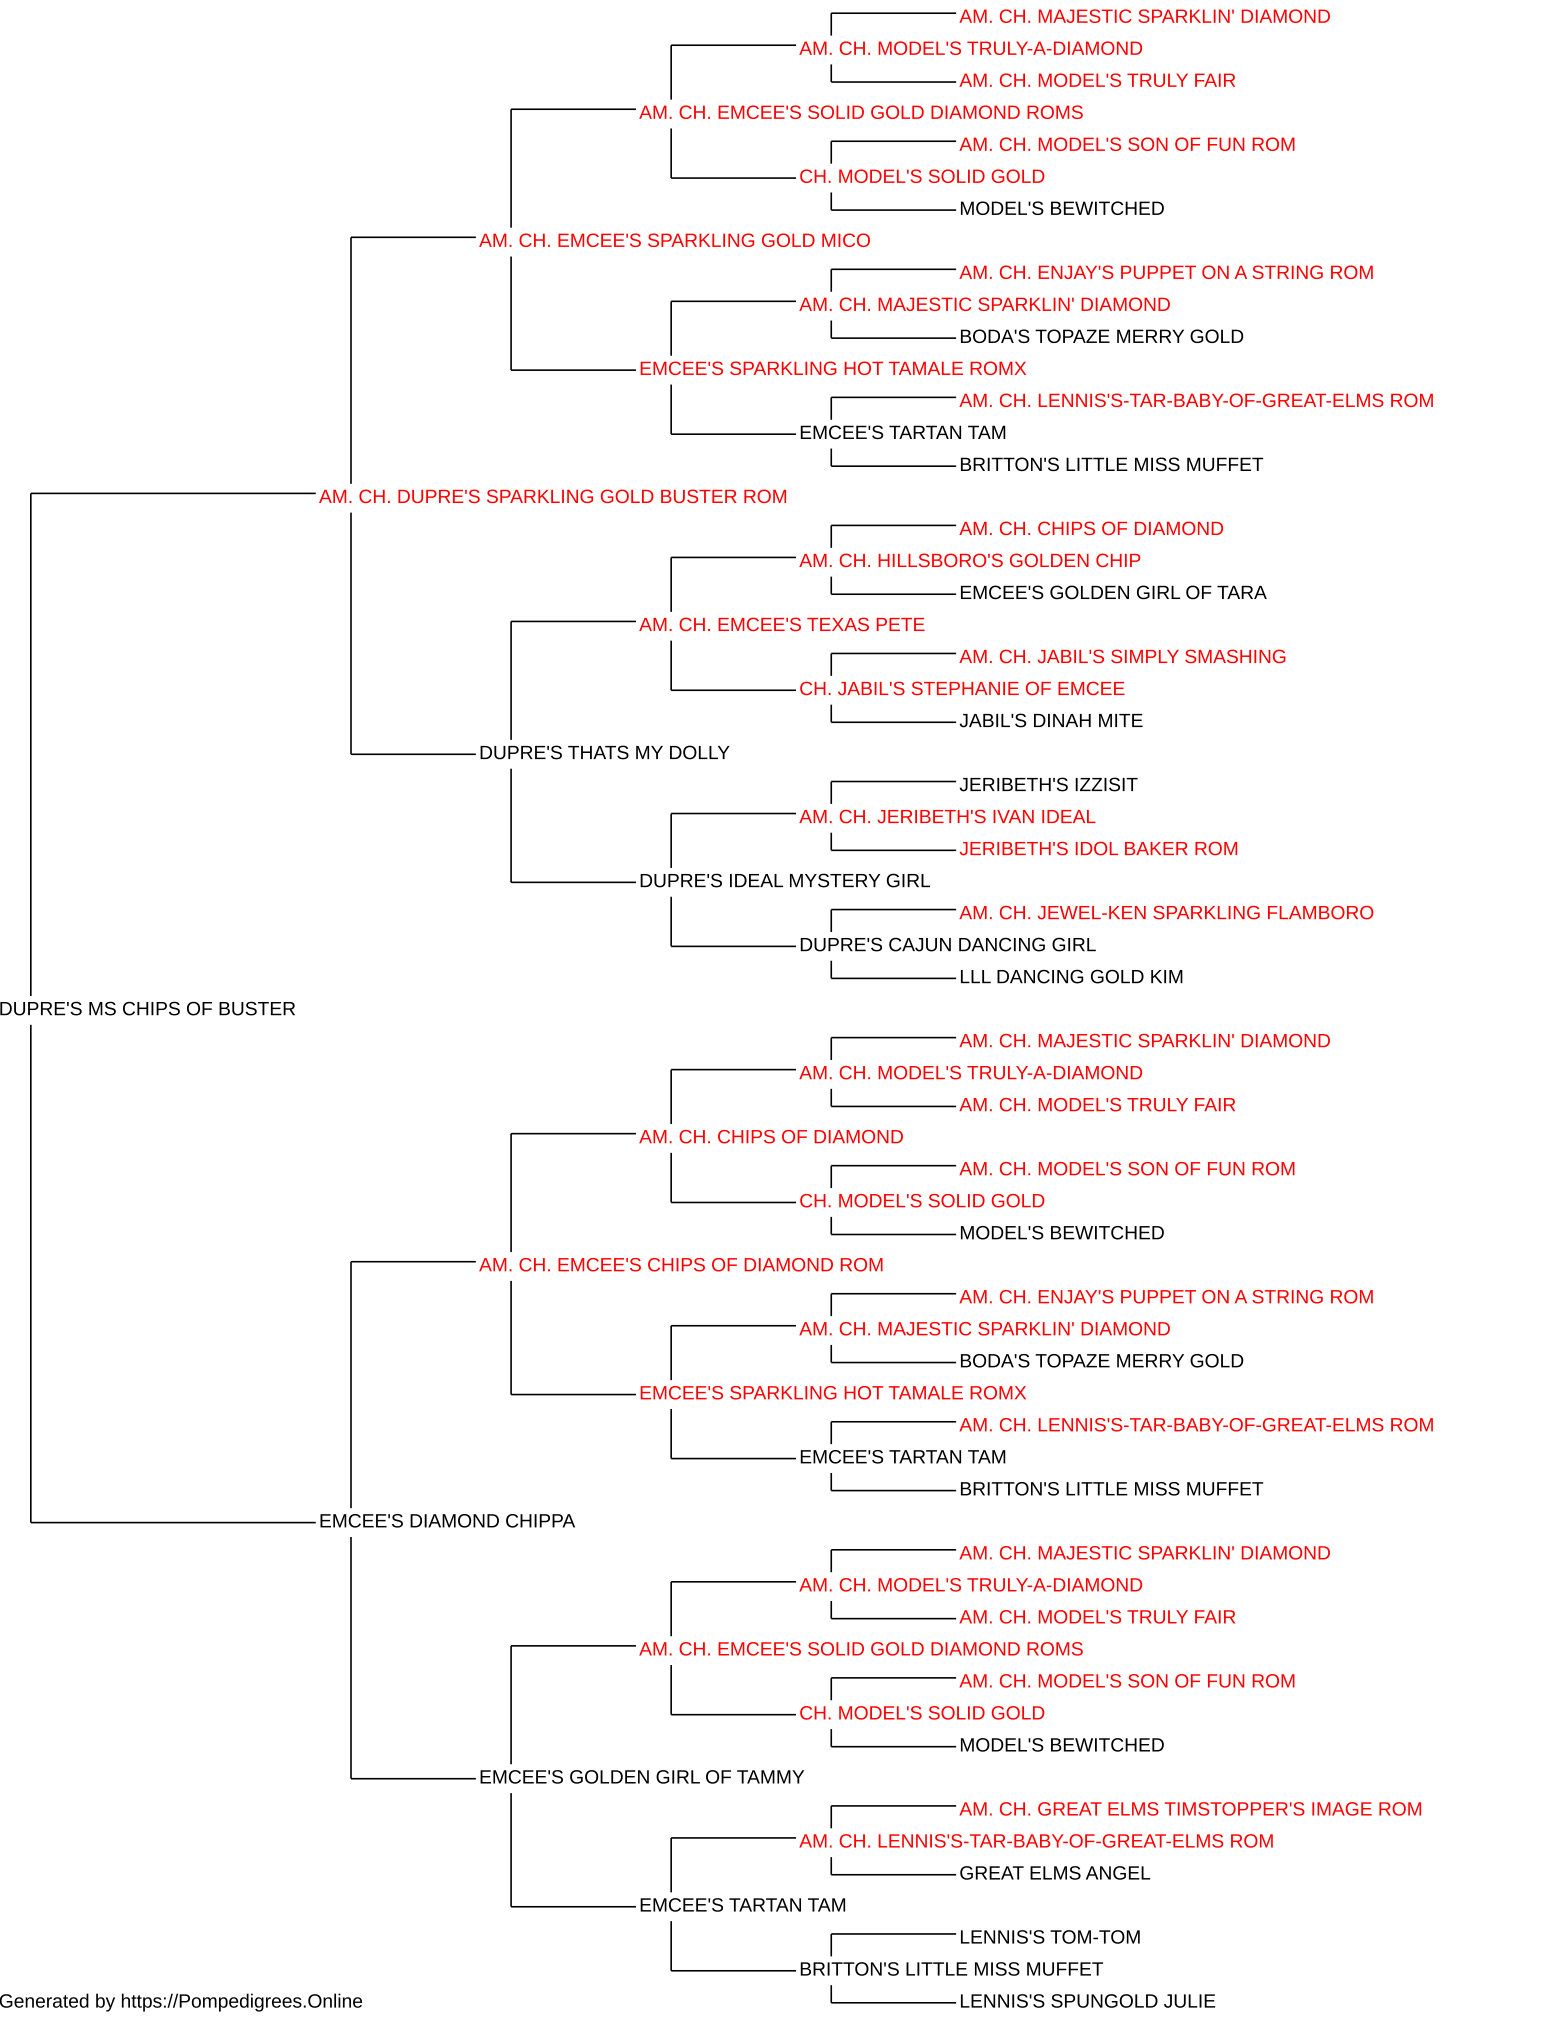 AM. CH. MAJESTIC SPARKLIN' DIAMOND
AM. CH. MODEL'S TRULY-A-DIAMOND
AM. CH. MODEL'S TRULY FAIR
AM. CH. EMCEE'S SOLID GOLD DIAMOND ROMS
AM. CH. MODEL'S SON OF FUN ROM
CH. MODEL'S SOLID GOLD
MODEL'S BEWITCHED
AM. CH. EMCEE'S SPARKLING GOLD MICO
AM. CH. ENJAY'S PUPPET ON A STRING ROM
AM. CH. MAJESTIC SPARKLIN' DIAMOND
BODA'S TOPAZE MERRY GOLD
EMCEE'S SPARKLING HOT TAMALE ROMX
AM. CH. LENNIS'S-TAR-BABY-OF-GREAT-ELMS ROM
EMCEE'S TARTAN TAM
BRITTON'S LITTLE MISS MUFFET
AM. CH. DUPRE'S SPARKLING GOLD BUSTER ROM
AM. CH. CHIPS OF DIAMOND
AM. CH. HILLSBORO'S GOLDEN CHIP
EMCEE'S GOLDEN GIRL OF TARA
AM. CH. EMCEE'S TEXAS PETE
AM. CH. JABIL'S SIMPLY SMASHING
CH. JABIL'S STEPHANIE OF EMCEE
JABIL'S DINAH MITE
DUPRE'S THATS MY DOLLY
JERIBETH'S IZZISIT
AM. CH. JERIBETH'S IVAN IDEAL
JERIBETH'S IDOL BAKER ROM
DUPRE'S IDEAL MYSTERY GIRL
AM. CH. JEWEL-KEN SPARKLING FLAMBORO
DUPRE'S CAJUN DANCING GIRL
LLL DANCING GOLD KIM
DUPRE'S MS CHIPS OF BUSTER
AM. CH. MAJESTIC SPARKLIN' DIAMOND
AM. CH. MODEL'S TRULY-A-DIAMOND
AM. CH. MODEL'S TRULY FAIR
AM. CH. CHIPS OF DIAMOND
AM. CH. MODEL'S SON OF FUN ROM
CH. MODEL'S SOLID GOLD
MODEL'S BEWITCHED
AM. CH. EMCEE'S CHIPS OF DIAMOND ROM
AM. CH. ENJAY'S PUPPET ON A STRING ROM
AM. CH. MAJESTIC SPARKLIN' DIAMOND
BODA'S TOPAZE MERRY GOLD
EMCEE'S SPARKLING HOT TAMALE ROMX
AM. CH. LENNIS'S-TAR-BABY-OF-GREAT-ELMS ROM
EMCEE'S TARTAN TAM
BRITTON'S LITTLE MISS MUFFET
EMCEE'S DIAMOND CHIPPA
AM. CH. MAJESTIC SPARKLIN' DIAMOND
AM. CH. MODEL'S TRULY-A-DIAMOND
AM. CH. MODEL'S TRULY FAIR
AM. CH. EMCEE'S SOLID GOLD DIAMOND ROMS
AM. CH. MODEL'S SON OF FUN ROM
CH. MODEL'S SOLID GOLD
MODEL'S BEWITCHED
EMCEE'S GOLDEN GIRL OF TAMMY
AM. CH. GREAT ELMS TIMSTOPPER'S IMAGE ROM
AM. CH. LENNIS'S-TAR-BABY-OF-GREAT-ELMS ROM
GREAT ELMS ANGEL
EMCEE'S TARTAN TAM
LENNIS'S TOM-TOM
BRITTON'S LITTLE MISS MUFFET
LENNIS'S SPUNGOLD JULIE
Generated by https://Pompedigrees.Online